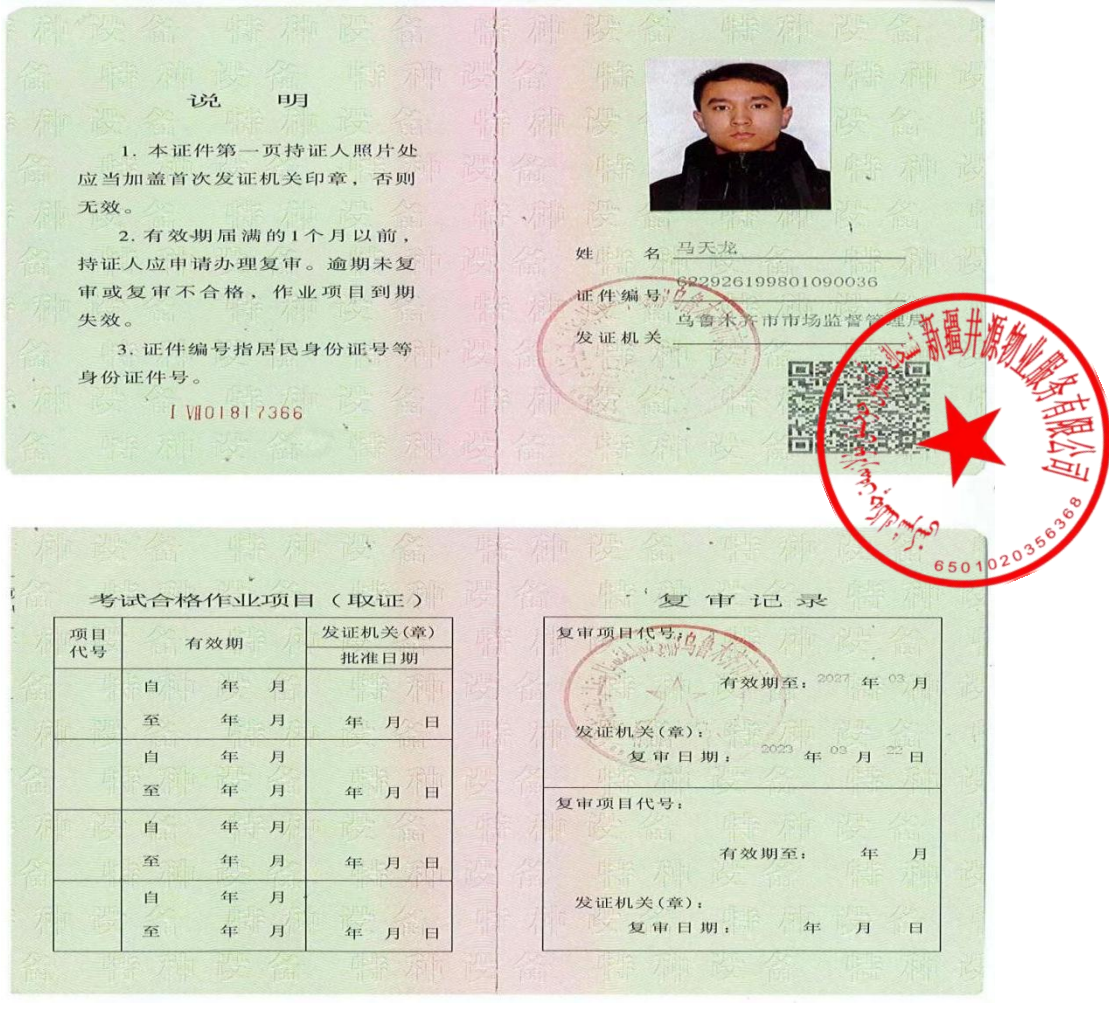 说 明
1. 本证件第一页持证人照片处
应当加盖首次发证机关印章，否则
无效。
2. 有效期届满的1个月以前，
持证人应申请办理复审。逾期未复
审或复审不合格，作业项目到期
失效。
3. 证件编号指居民身份证号等
身份证件号。
姓 名 马天龙
证件编号 622926199801090036
发证机关 乌鲁木齐市市场监督管理局
新疆井源物业服务有限公司
6501020356368
考试合格作业项目（取证）
项目代号 有效期 发证机关(章)
批准日期
自 年 月
至 年 月 年 月 日
自 年 月
至 年 月 年 月 日
自 年 月
至 年 月 年 月 日
自 年 月
至 年 月 年 月 日
复审记录
复审项目代号：
有效期至：2027 年 03 月
发证机关(章)：
复审日期：2023 年 03 月 22 日
复审项目代号：
有效期至： 年 月
发证机关(章)：
复审日期： 年 月 日